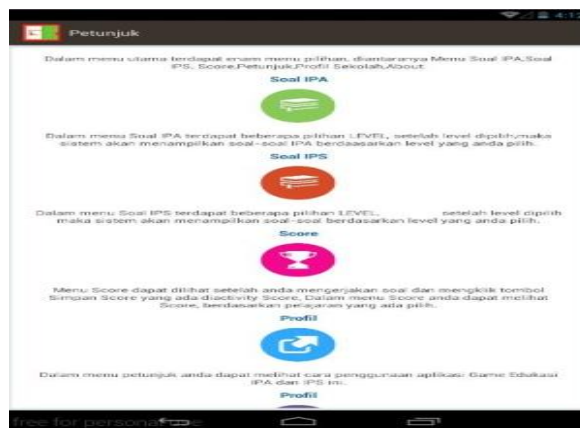 4:12
Petunjuk
Dalam menu utama terdapat enam menu pilihan, diantaranya Menu Soal IPA,Soal
IPS, Score,Petunjuk,Profil Sekolah,About
Soal IPA
Dalam menu Soal IPA terdapat beberapa pilihan LEVEL, setelah level dipilih,maka
sistem akan menampilkan soal-soal IPA berdaasarkan level yang anda pilih.
Soal IPS
Dalam menu Soal IPS terdapat beberapa pilihan LEVEL, setelah level dipilih
maka sistem akan menampilkan soal-soal berdasarkan level yang anda pilih.
Score
Menu Score dapat dilihat setelah anda mengerjakan soal dan mengklik tombol
Simpan Score yang ada diactivity Score, Dalam menu Score anda dapat melihat
Score, berdasarkan pelajaran yang ada pilih.
Profil
Dalam menu petunjuk anda dapat melihat cara penggunaan aplikasi Game Edukasi
IPA dan IPS ini.
Profil
free for personal use